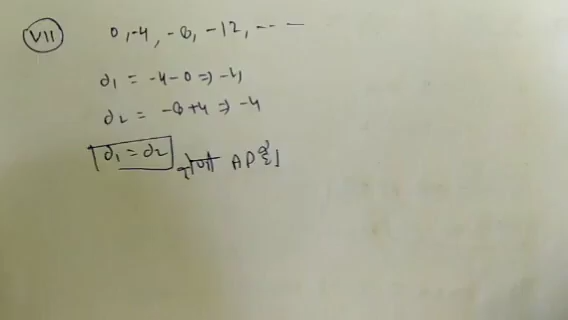 VII 0, -4, -8, -12, -- --
d1 = -4-0 => -4,
d2 = -8+4 => -4
d1 = d2 AP है।